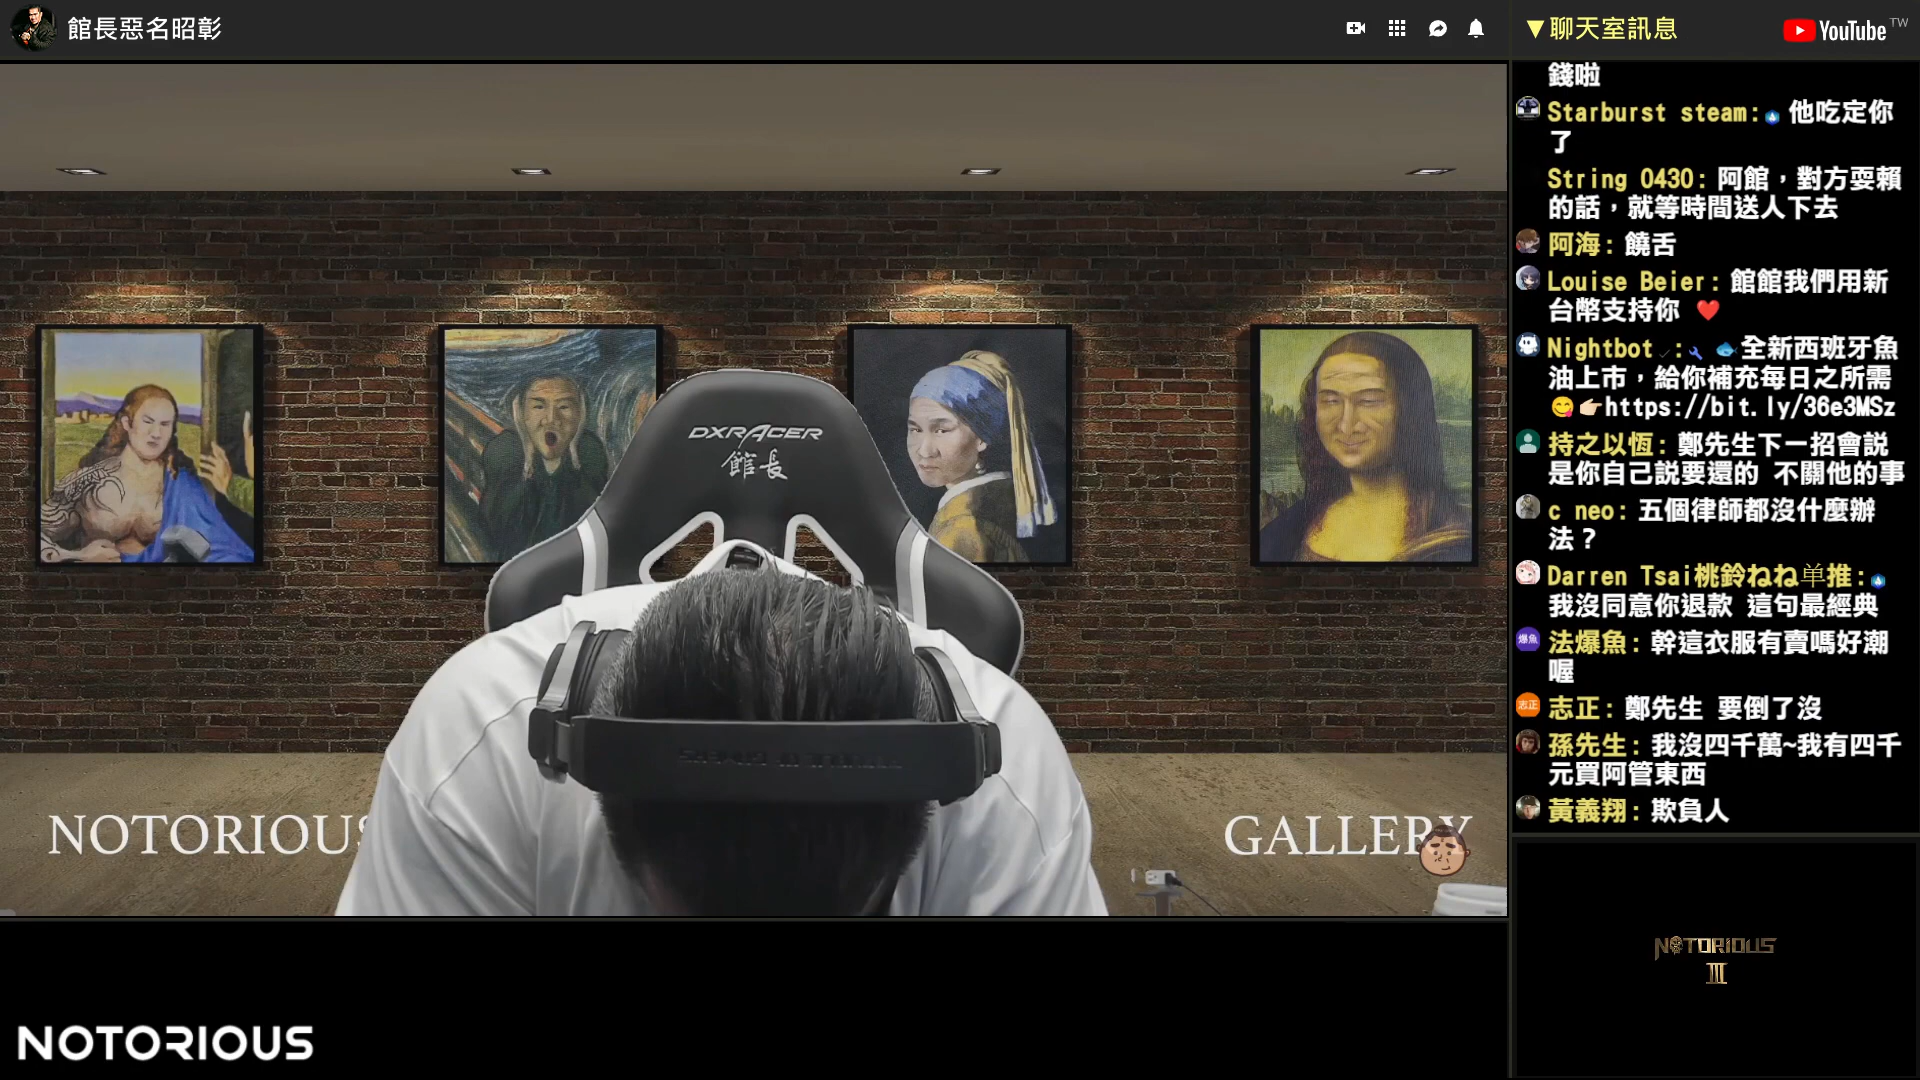 館長惡名昭彰
▼聊天室訊息
YouTube TW
錢啦
Starburst steam: 他吃定你
了
String 0430: 阿館，對方耍賴
的話，就等時間送人下去
阿海: 饒舌
Louise Beier: 館館我們用新
台幣支持你 ❤️
Nightbot: 🐟全新西班牙魚
油上市，給你補充每日之所需
😋👉🏻https://bit.ly/36e3MSz
持之以恆: 鄭先生下一招會説
是你自己説要還的 不關他的事
c neo: 五個律師都沒什麼辦
法？
Darren Tsai桃鈴ねね单推:
我沒同意你退款 這句最經典
爆魚
法爆魚: 幹這衣服有賣嗎好潮
喔
志正
志正: 鄭先生 要倒了沒
孫先生: 我沒四千萬~我有四千
元買阿管東西
黃義翔: 欺負人
DXRACER
館長
NOTORIOUS
GALLERY
NOTORIOUS
III
NOTORIOUS